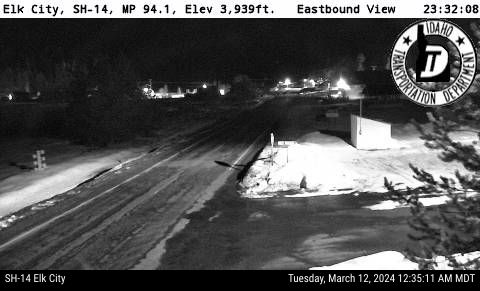 Elk City, SH-14, MP 94.1, Elev 3,939ft. Eastbound View 23:32:08
IDAHO
TRANSPORTATION DEPARTMENT
SH-14 Elk City Tuesday, March 12, 2024 12:35:11 AM MDT